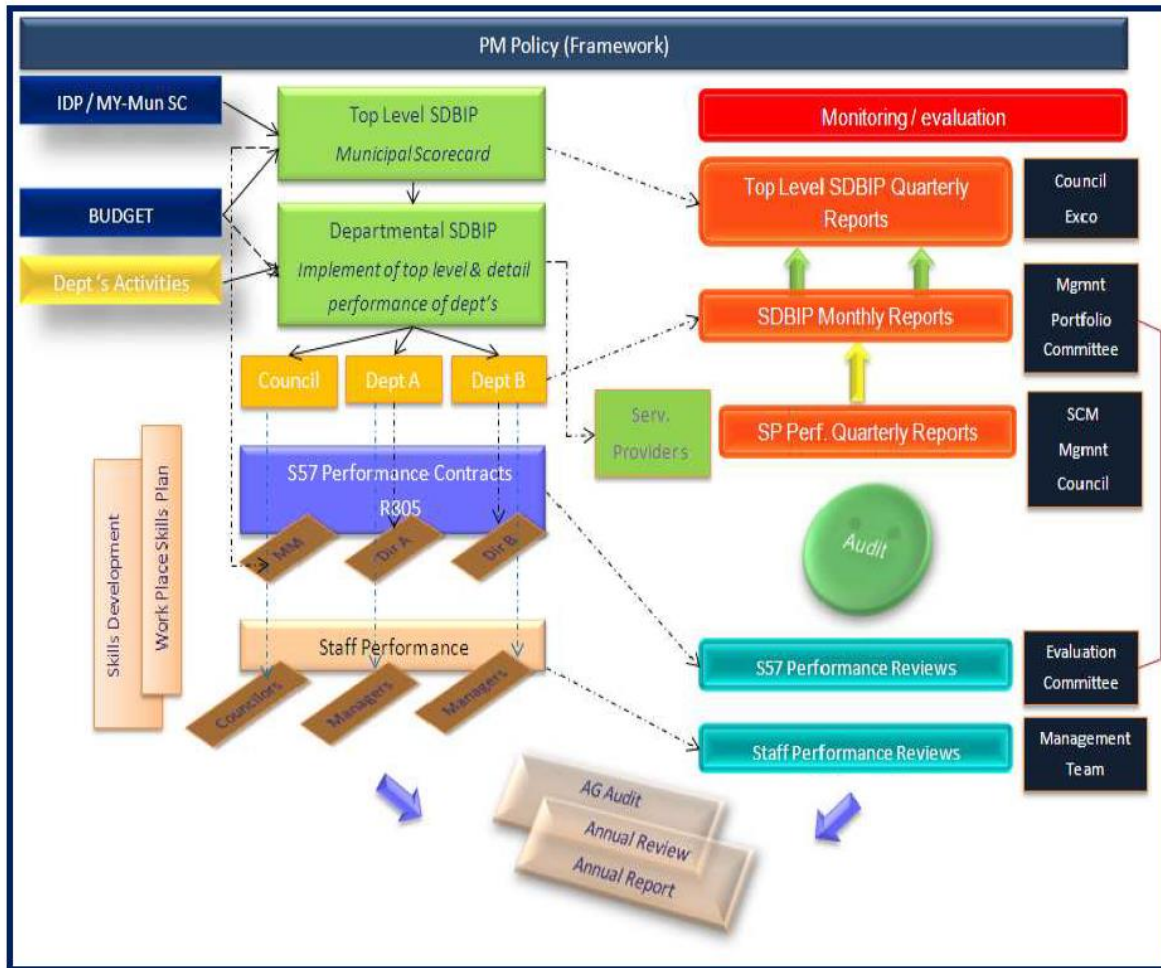 PM Policy (Framework)
IDP / MY-Mun SC
BUDGET
Dept 's Activities
Top Level SDBIP
Municipal Scorecard
Departmental SDBIP
Implement of top level & detail
performance of dept's
Council
Dept A
Dept B
Serv.
Providers
S57 Performance Contracts
R305
MM
Dir A
Dir B
Skills Development
Work Place Skills Plan
Staff Performance
Councilors
Managers
Managers
Monitoring / evaluation
Top Level SDBIP Quarterly
Reports
Council
Exco
SDBIP Monthly Reports
Mgmnt
Portfolio
Committee
SP Perf. Quarterly Reports
SCM
Mgmnt
Council
Audit
S57 Performance Reviews
Evaluation
Committee
Staff Performance Reviews
Management
Team
AG Audit
Annual Review
Annual Report